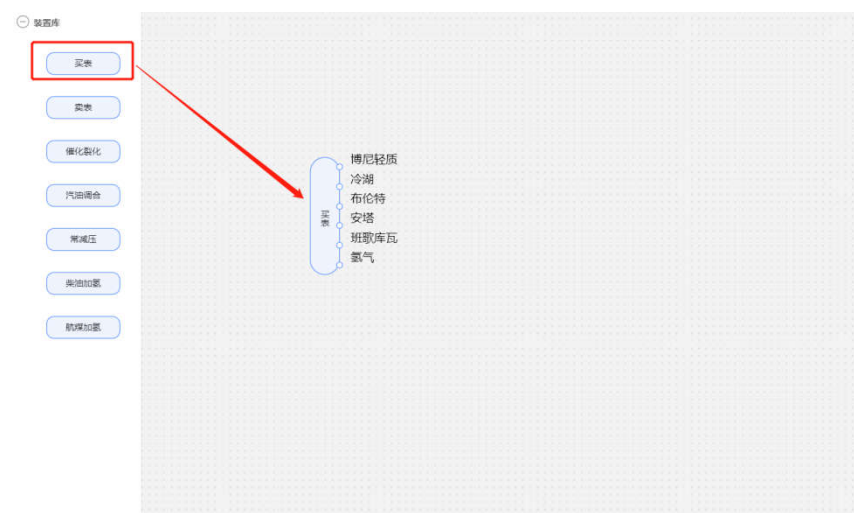 装置库
买表
卖表
催化裂化
汽油调合
常减压
柴油加氢
航煤加氢
买表
博尼轻质
冷湖
布伦特
安塔
班歌库瓦
氢气